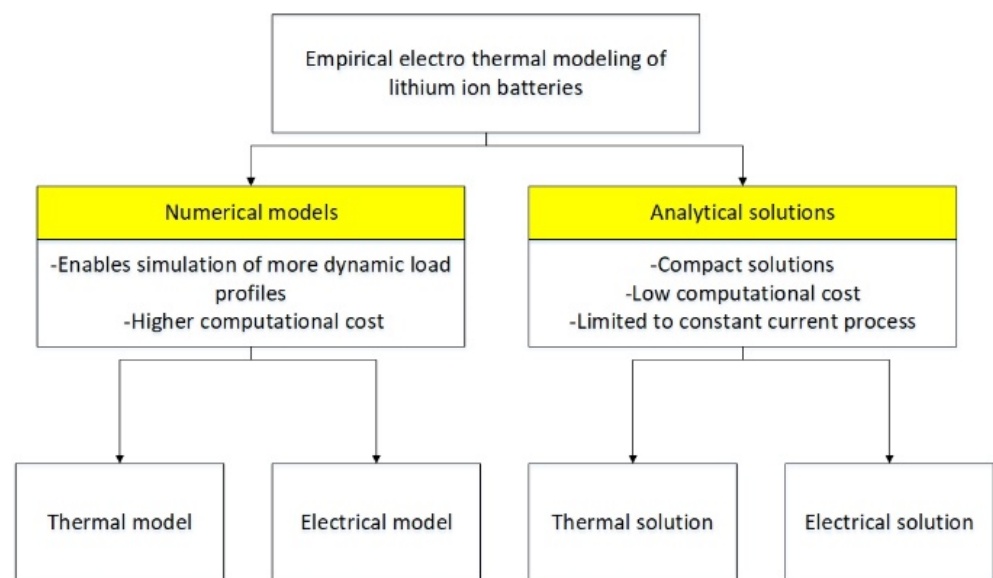 Empirical electro thermal modeling of
lithium ion batteries
Numerical models
-Enables simulation of more dynamic load
profiles
-Higher computational cost
Analytical solutions
-Compact solutions
-Low computational cost
-Limited to constant current process
Thermal model
Electrical model
Thermal solution
Electrical solution